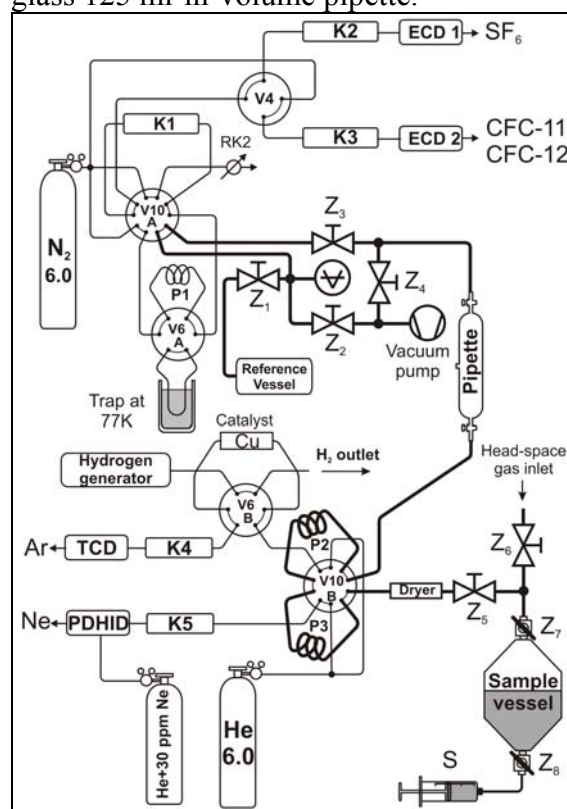 glass 125 ml in volume pipette.
K2
ECD 1
SF6
V4
K1
RK2
K3
ECD 2
CFC-11
CFC-12
N2
6.0
V10
A
Z3
P1
Z1
Z4
V6
A
Z2
Vacuum
pump
Pipette
Reference
Vessel
Trap at
77K
Catalyst
Cu
Hydrogen
generator
H2 outlet
Head-space
gas inlet
V6
B
P2
Z6
Ar
TCD
K4
V10
B
Dryer
Z5
Ne
PDHID
K5
P3
Z7
Sample
vessel
He+30 ppm Ne
He
6.0
S
Z8